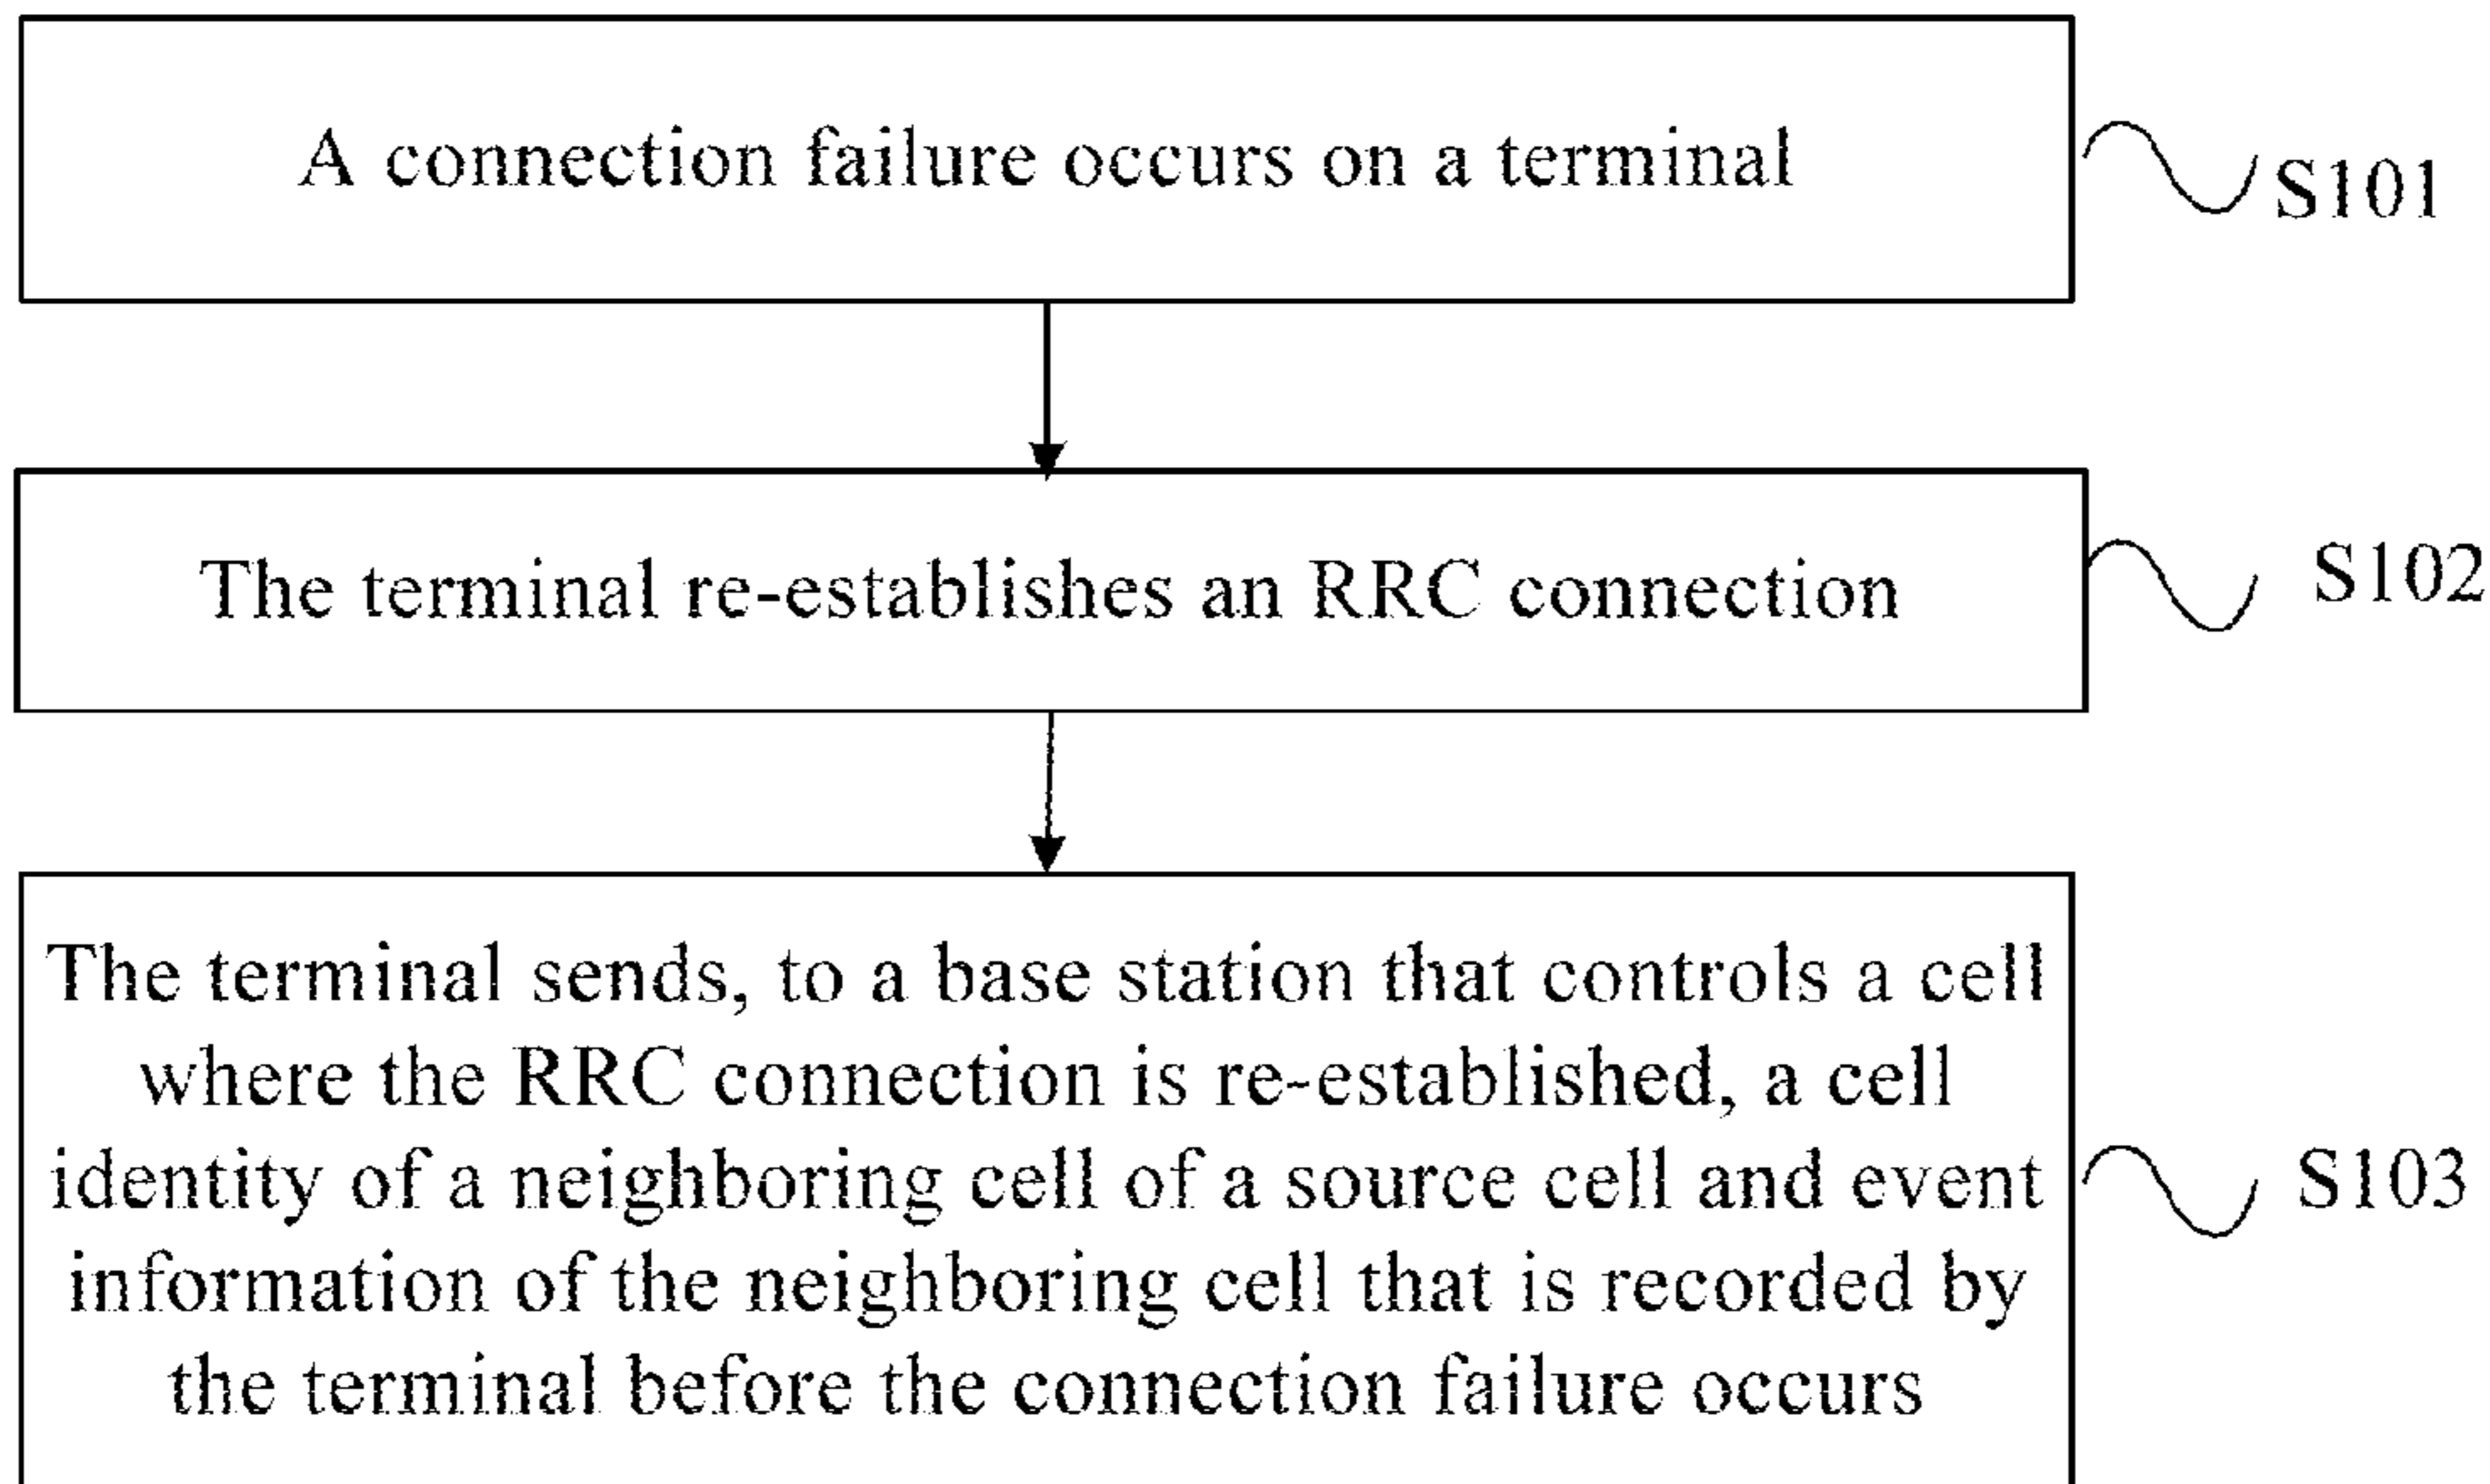 A connection failure occurs on a terminal
S101
The terminal re-establishes an RRC connection
S102
The terminal sends, to a base station that controls a cell
where the RRC connection is re-established, a cell
identity of a neighboring cell of a source cell and event
information of the neighboring cell that is recorded by
the terminal before the connection failure occurs
S103